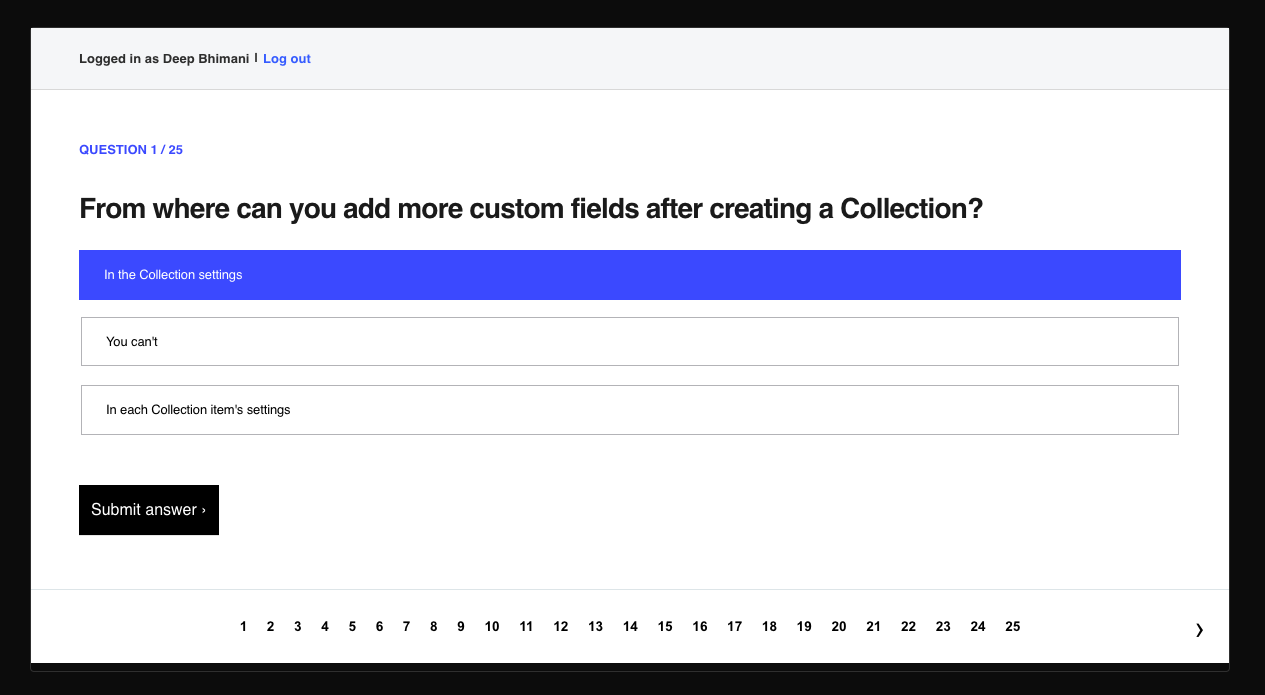 Logged in as Deep Bhimani | Log out
QUESTION 1 / 25
From where can you add more custom fields after creating a Collection?
In the Collection settings
You can't
In each Collection item's settings
Submit answer ›
1 2 3 4 5 6 7 8 9 10 11 12 13 14 15 16 17 18 19 20 21 22 23 24 25 ❯